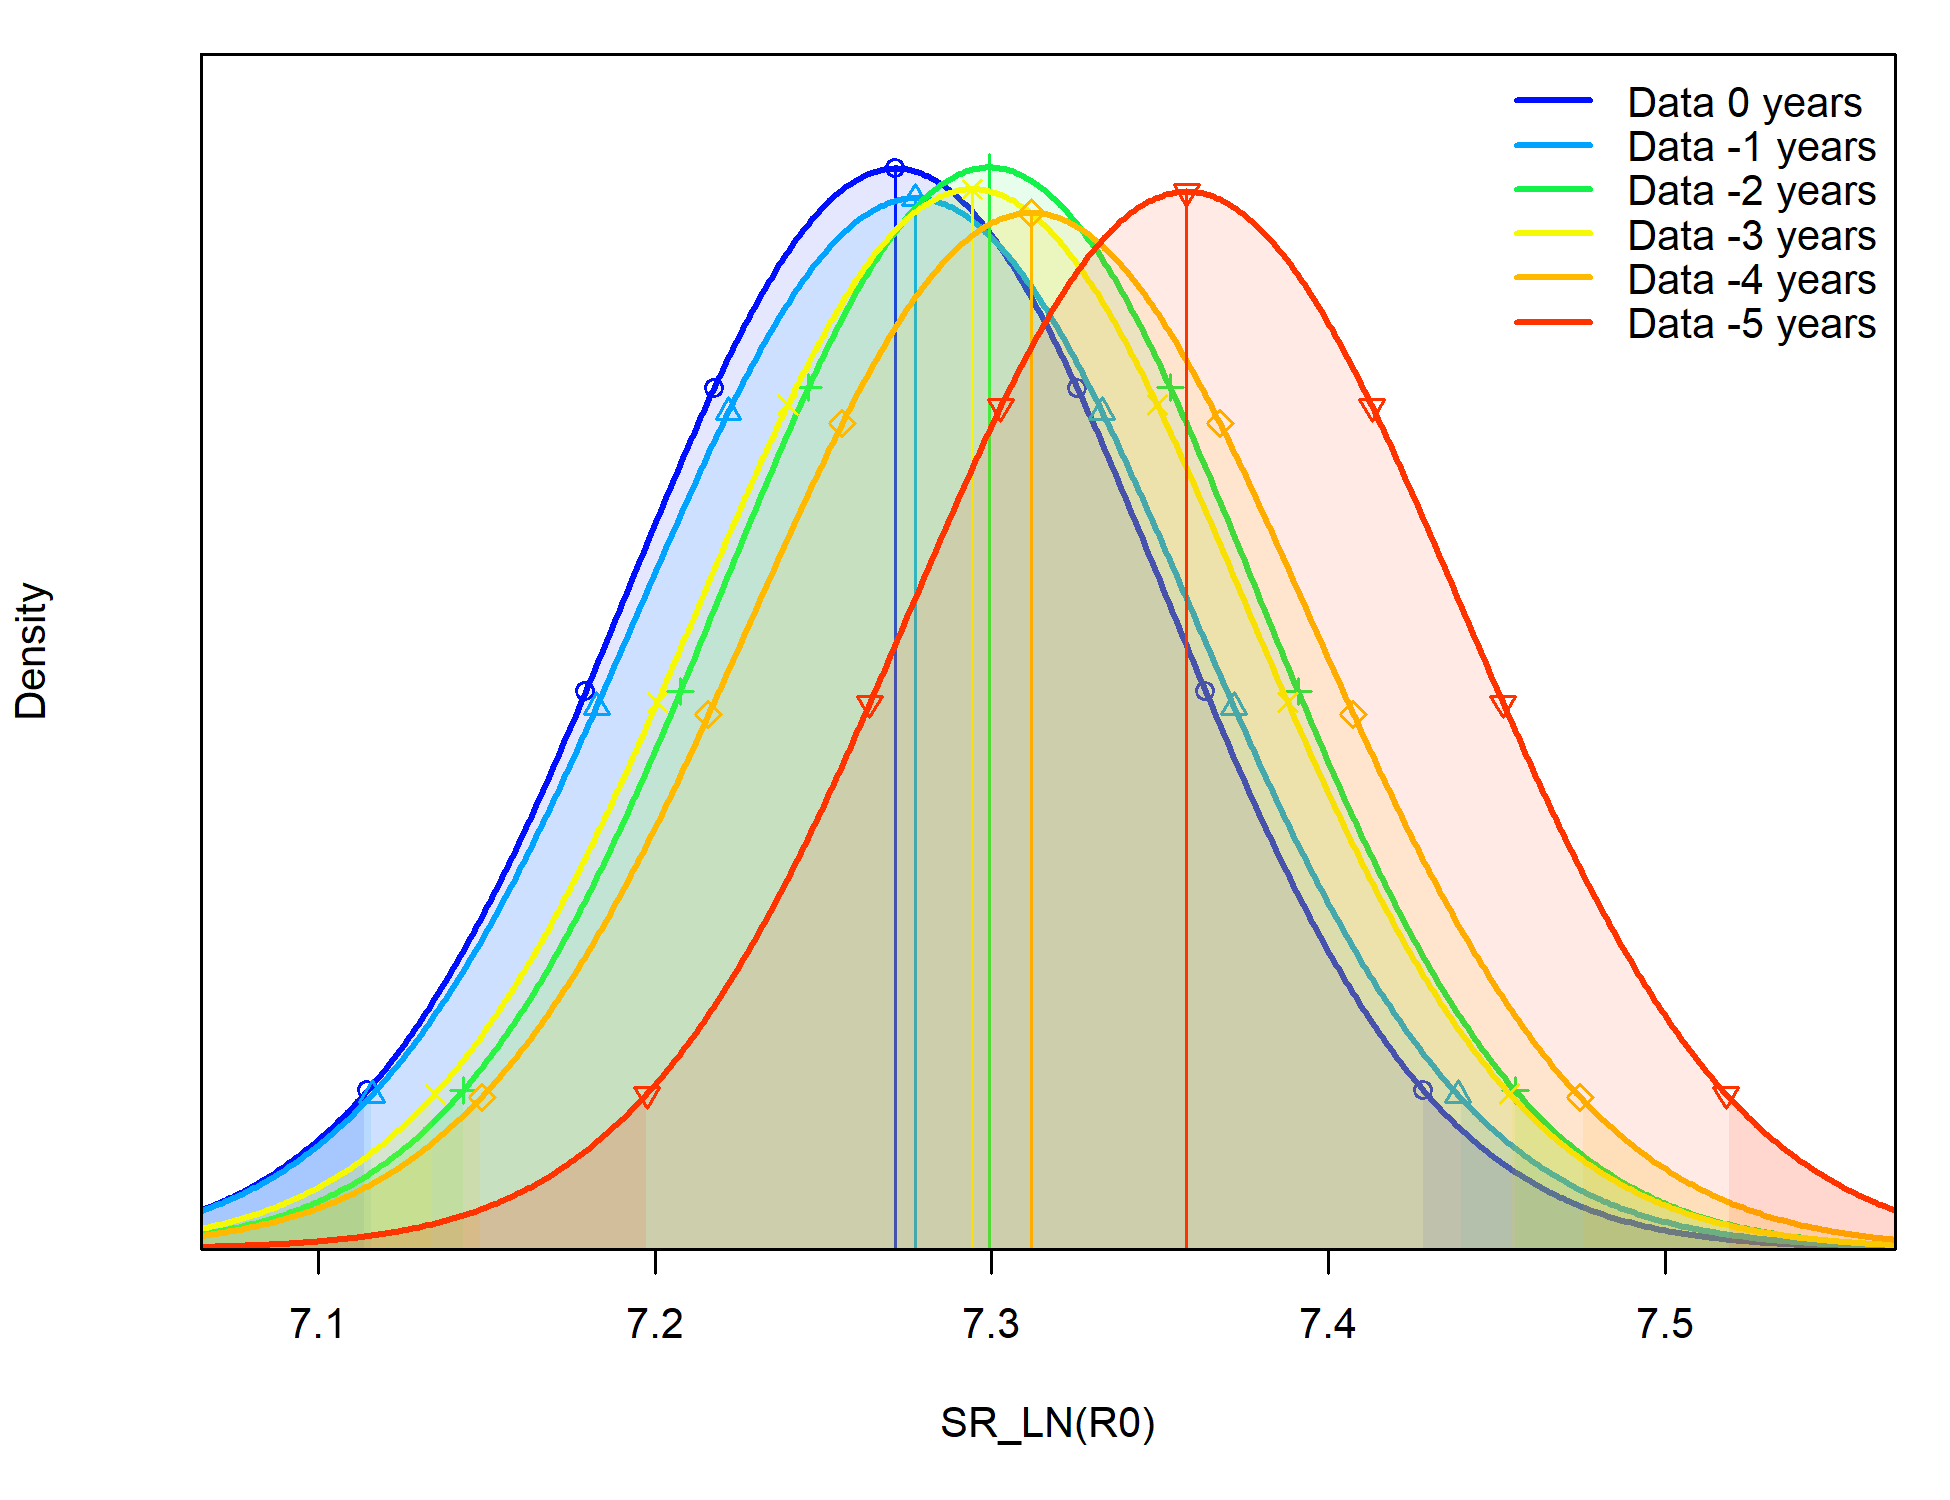 Data 0 years
Data -1 years
Data -2 years
Data -3 years
Data -4 years
Data -5 years
Density
7.1
7.2
7.3
7.4
7.5
SR_LN(R0)